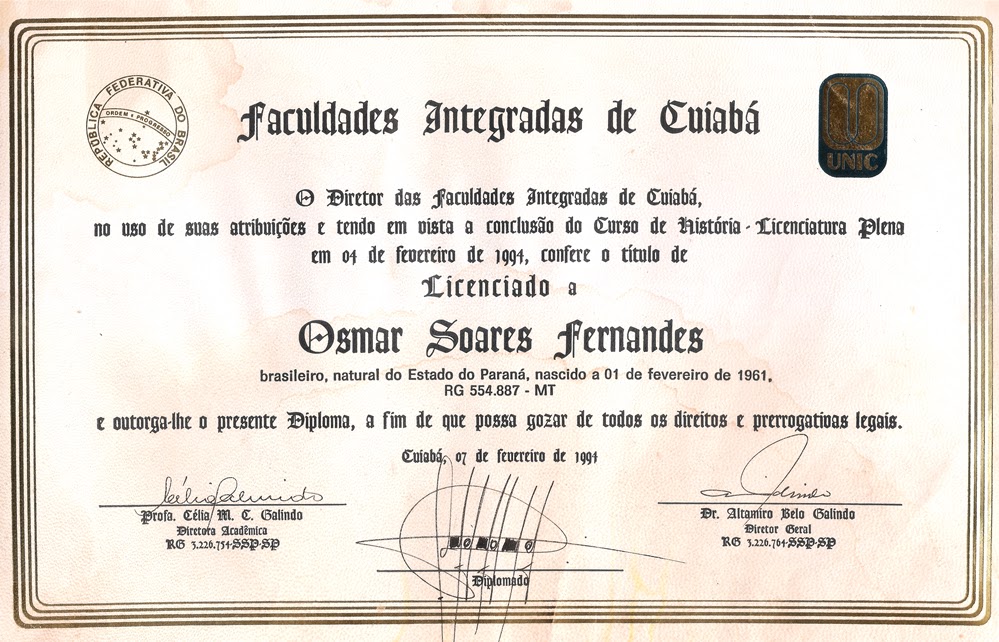 REPÚBLICA FEDERATIVA DO BRASIL
ORDEM E PROGRESSO
Faculdades Integradas de Cuiabá
UNIC
O Diretor das Faculdades Integradas de Cuiabá,
no uso de suas atribuições e tendo em vista a conclusão do Curso de História - Licenciatura Plena
em 04 de fevereiro de 1994, confere o título de
Licenciado a
Osmar Soares Fernandes
brasileiro, natural do Estado do Paraná, nascido a 01 de fevereiro de 1961,
RG 554.887 - MT
e outorga-lhe o presente Diploma, a fim de que possa gozar de todos os direitos e prerrogativas legais.
Cuiabá, 07 de fevereiro de 1994
Profa. Célia M. C. Galindo
Diretora Acadêmica
RG 3.226.754-SSP-SP
Dr. Altamiro Belo Galindo
Diretor Geral
RG 3.226.764-SSP-SP
Diplomado